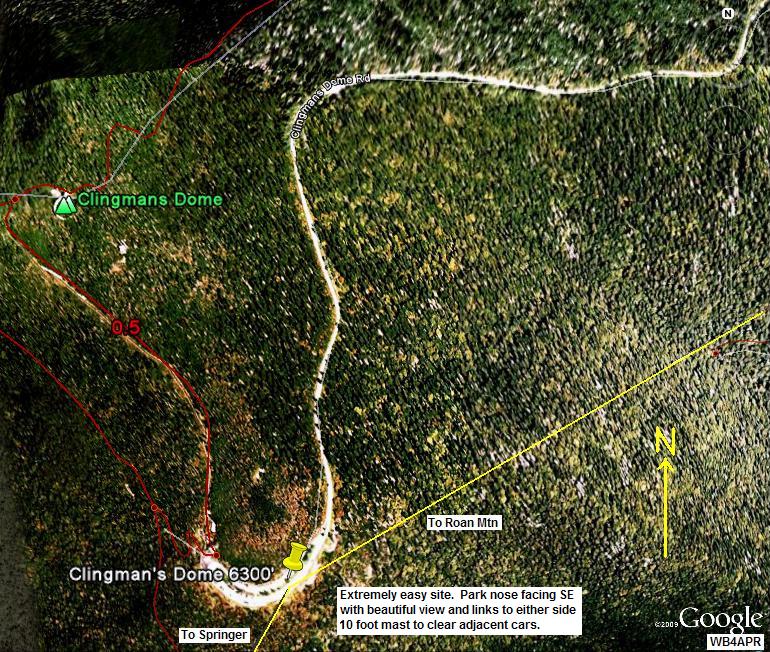 N
Clingmans Dome Rd
Clingmans Dome
0.5
N
To Roan Mtn
Clingman's Dome 6300'
Extremely easy site. Park nose facing SE
with beautiful view and links to either side
10 foot mast to clear adjacent cars.
To Springer
©2009 Google
WB4APR